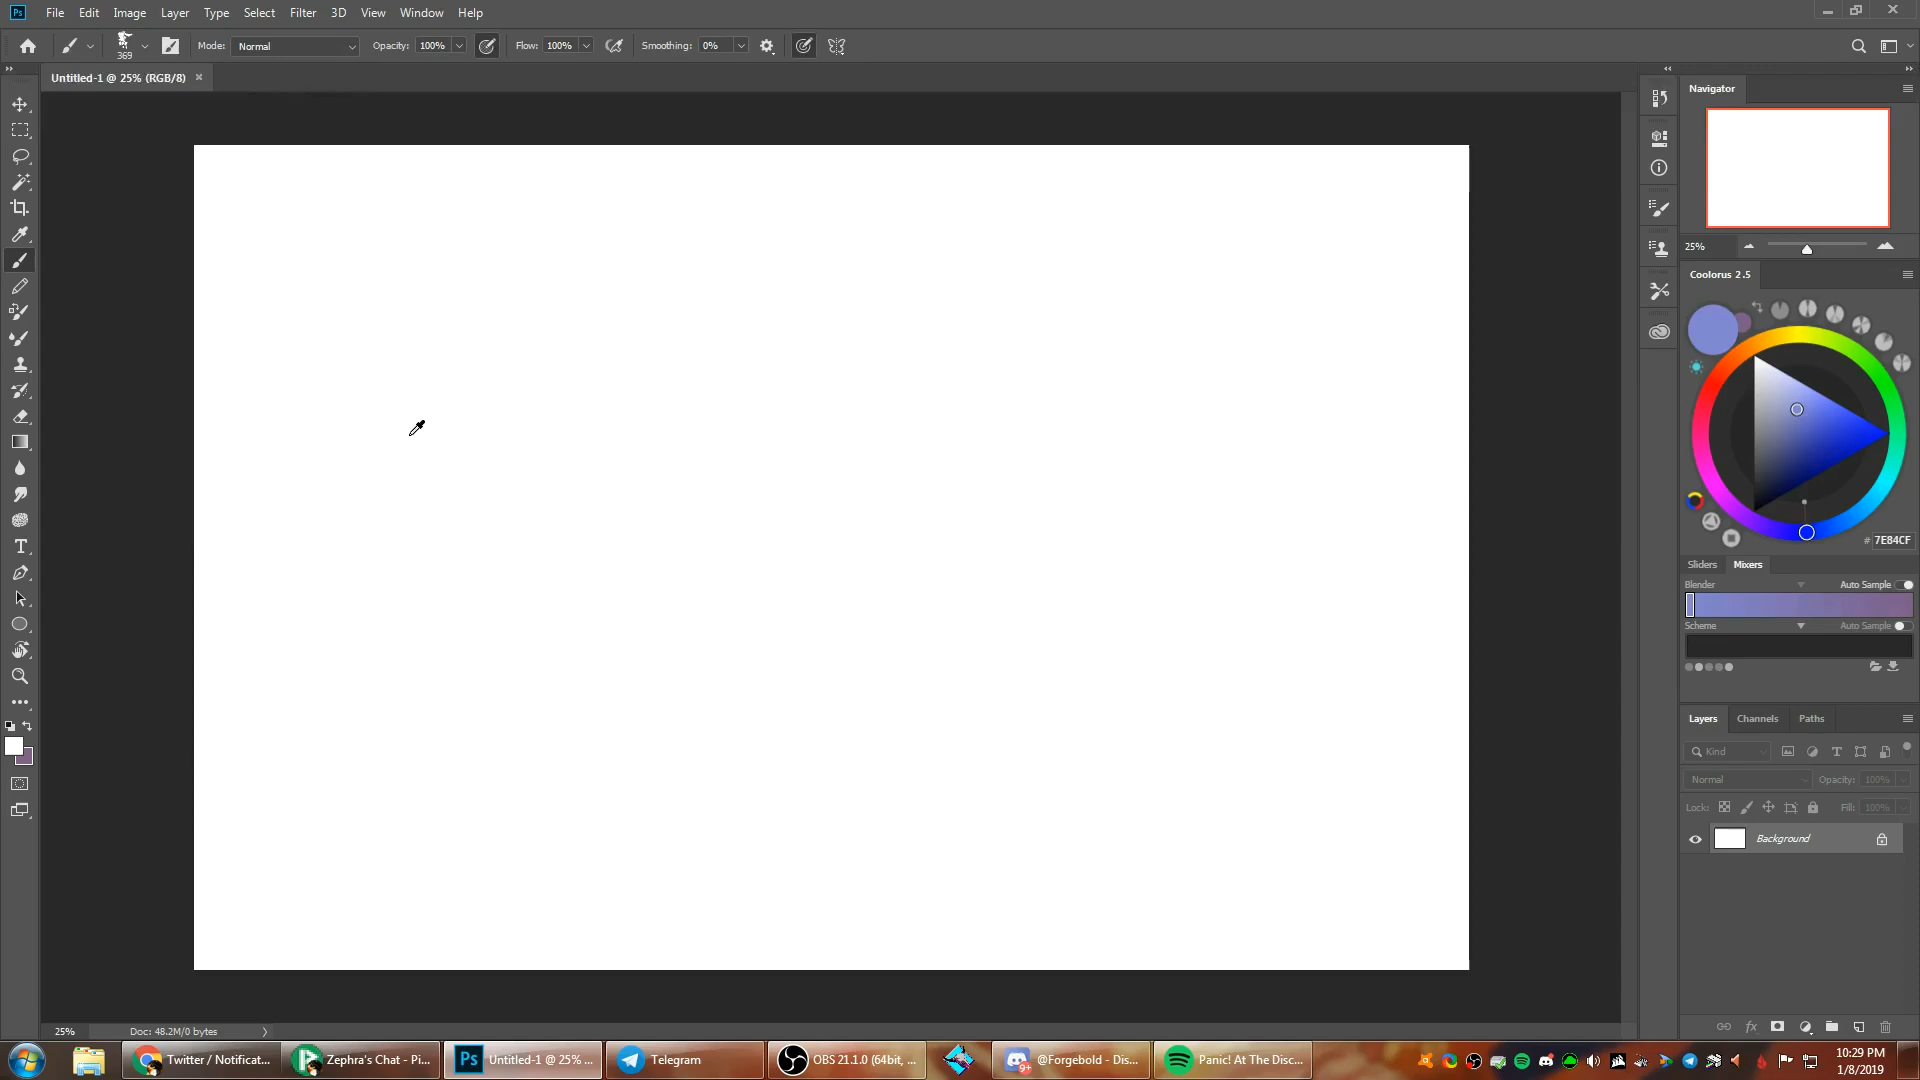 Ps File Edit Image Layer Type Select Filter 3D View Window Help
369 Mode: Normal Opacity: 100% Flow: 100% Smoothing: 0%
Untitled-1 @ 25% (RGB/8)
Navigator
25%
Coolorus 2.5
# 7E84CF
Sliders Mixers
Blender Auto Sample
Scheme Auto Sample
Layers Channels Paths
Kind
Normal Opacity: 100%
Lock: Fill: 100%
Background
25% Doc: 48.2M/0 bytes
Twitter / Notificat... Zephra's Chat - Pi... Ps Untitled-1 @ 25% ... Telegram OBS 21.1.0 (64bit, ... 9+ @Forgebold - Dis... Panic! At The Disc...
10:29 PM
1/8/2019